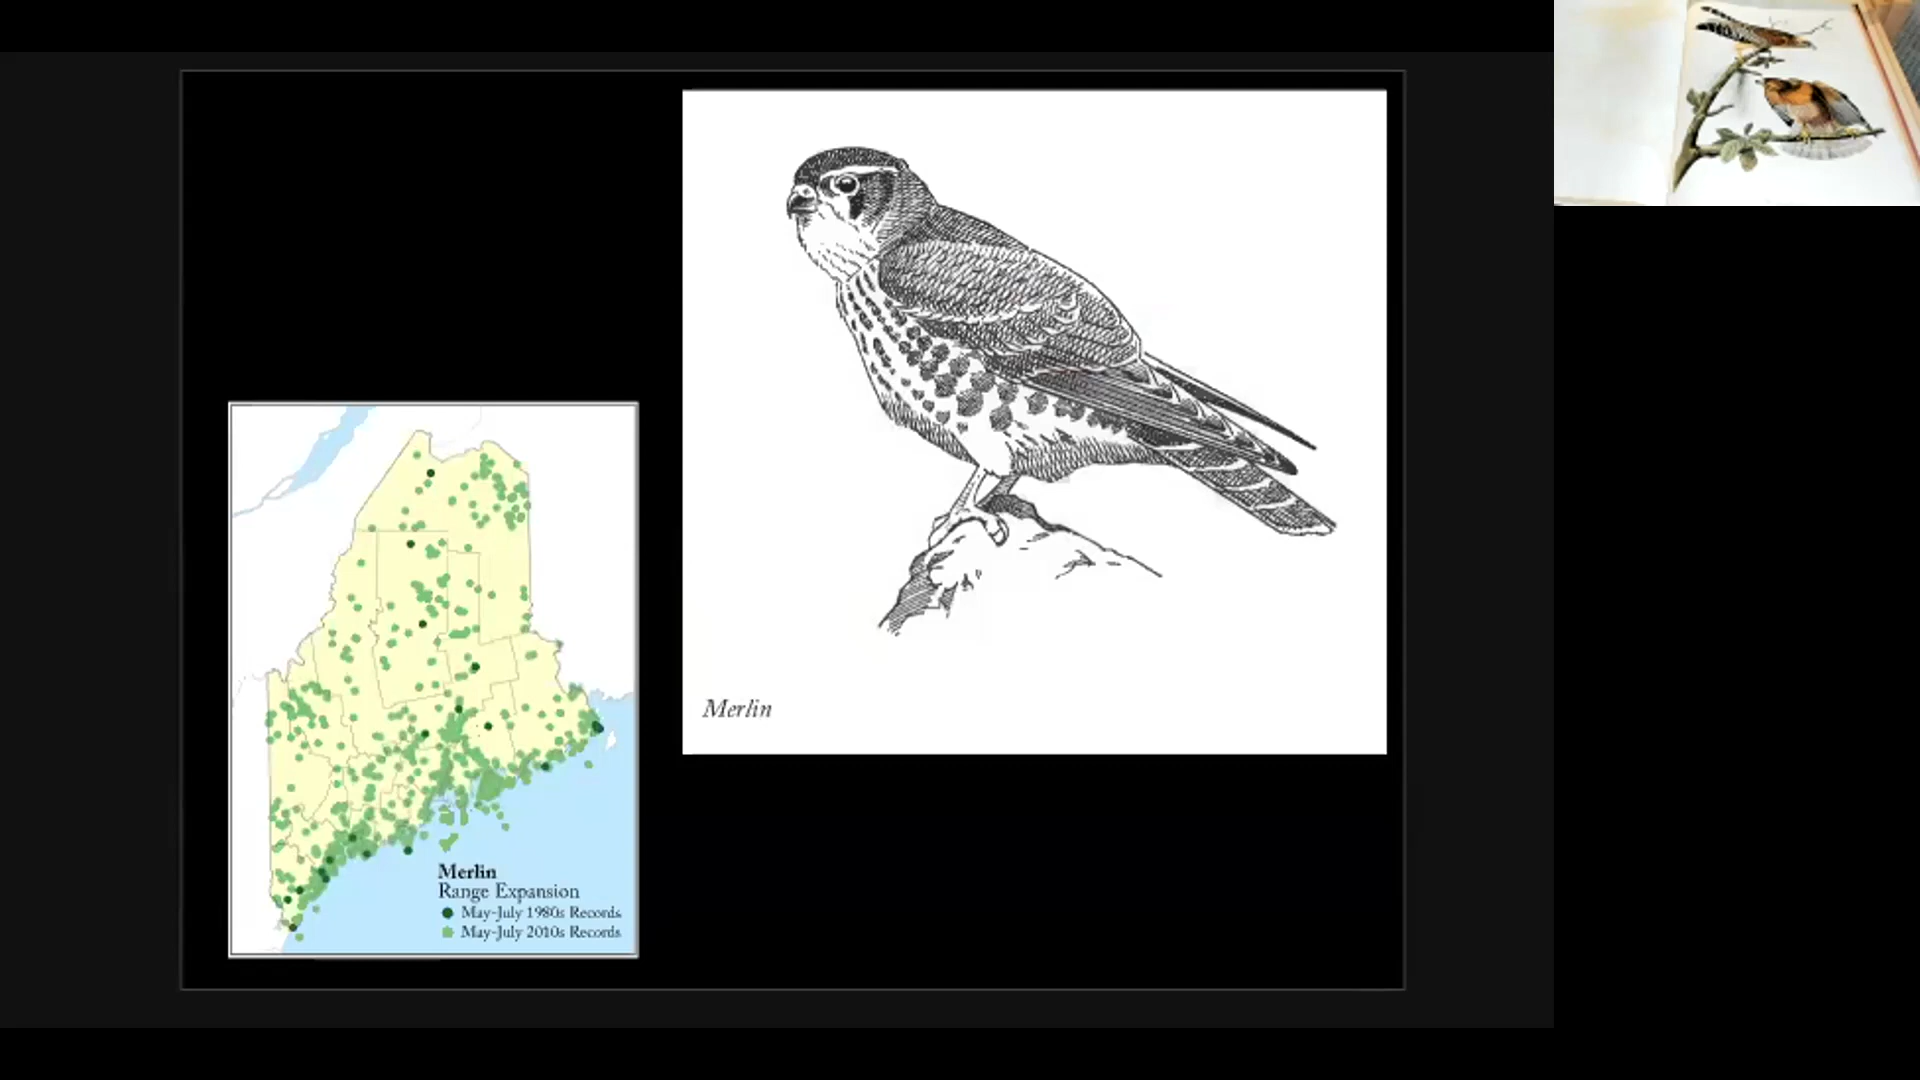 Merlin
Merlin
Range Expansion
May-July 1980s Records
May-July 2010s Records